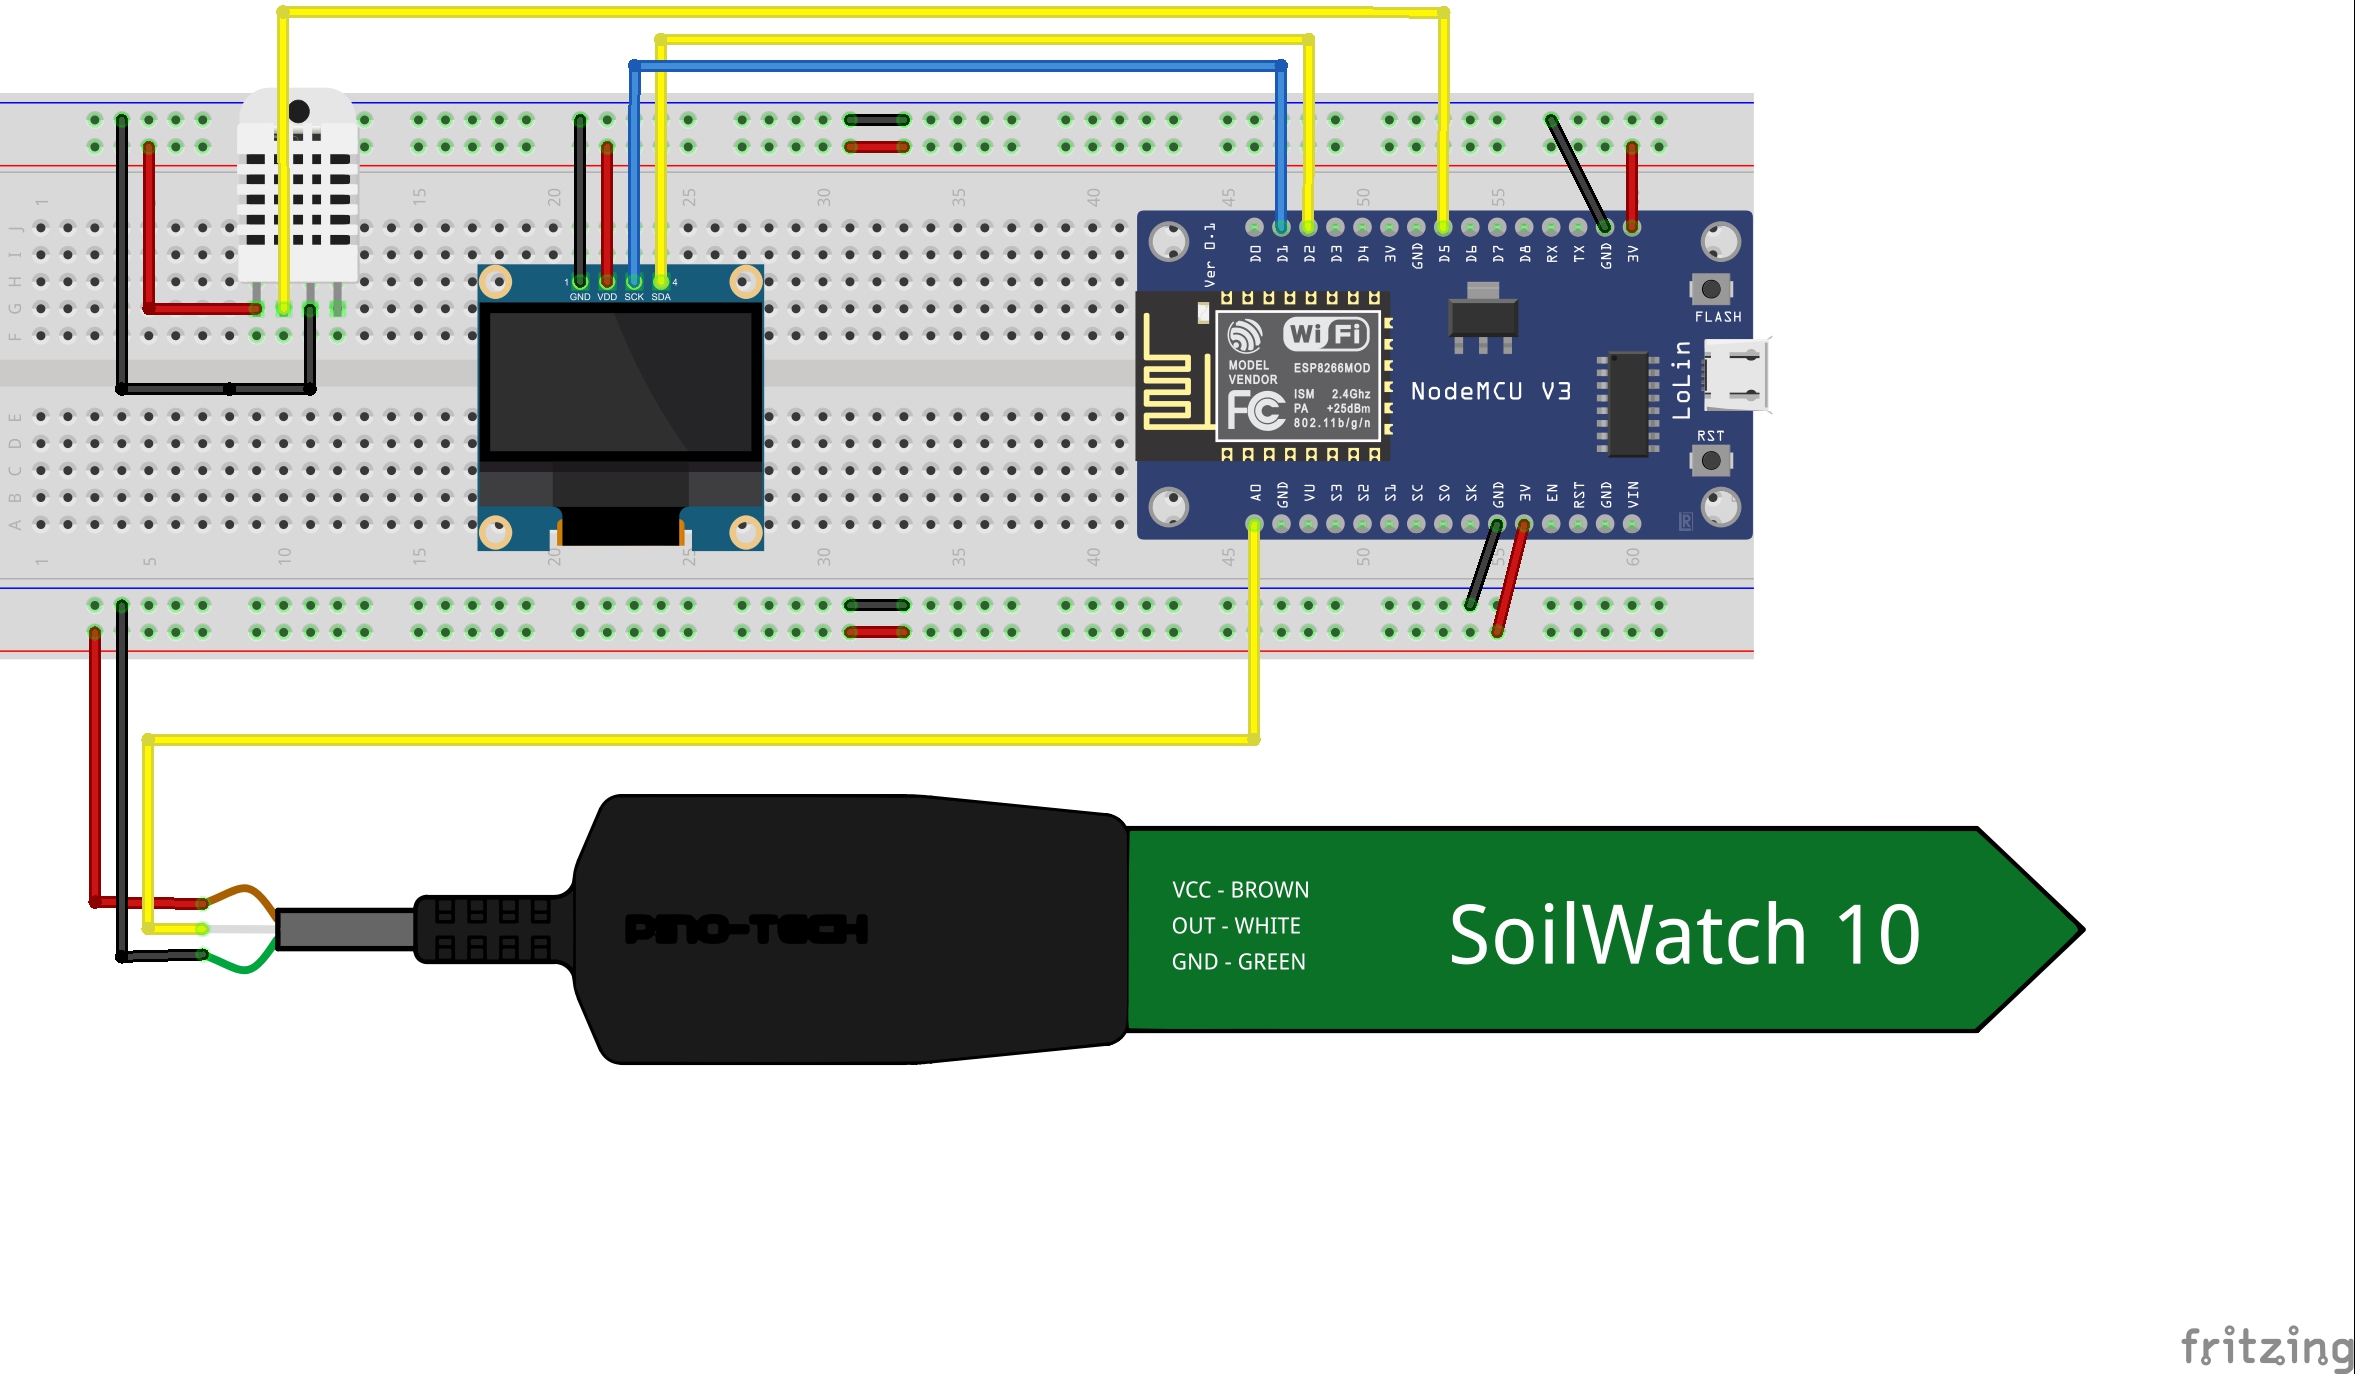 1 15 20 25 30 35 40 45 50 55
J
I
H
G
F
E
D
C
B
A
1 GND VDD SCK SDA 4
Ver 0.1
D0 D1 D2 D3 D4 3V GND D5 D6 D7 D8 RX TX GND 3V
FLASH
WiFi
MODEL
VENDOR
ESP8266MOD
FC
ISM 2.4Ghz
PA +25dBm
802.11b/g/n
NodeMCU V3
LoLin
RST
A0 GND VU S3 S2 S1 SC S0 SK GND 3V EN RST GND VIN
1 5 10 15 20 25 30 35 40 45 50 55 60
PINO-TECH
VCC - BROWN
OUT - WHITE
GND - GREEN
SoilWatch 10
fritzing